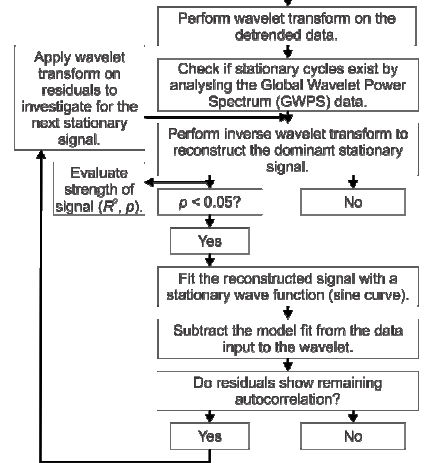 Perform wavelet transform on the
detrended data.
Apply wavelet
transform on
residuals to
investigate for the
next stationary
signal.
Check if stationary cycles exist by
analysing the Global Wavelet Power
Spectrum (GWPS) data.
Perform inverse wavelet transform to
reconstruct the dominant stationary
signal.
Evaluate
strength of
signal (R², p).
p < 0.05?
No
Yes
Fit the reconstructed signal with a
stationary wave function (sine curve).
Subtract the model fit from the data
input to the wavelet.
Do residuals show remaining
autocorrelation?
Yes
No